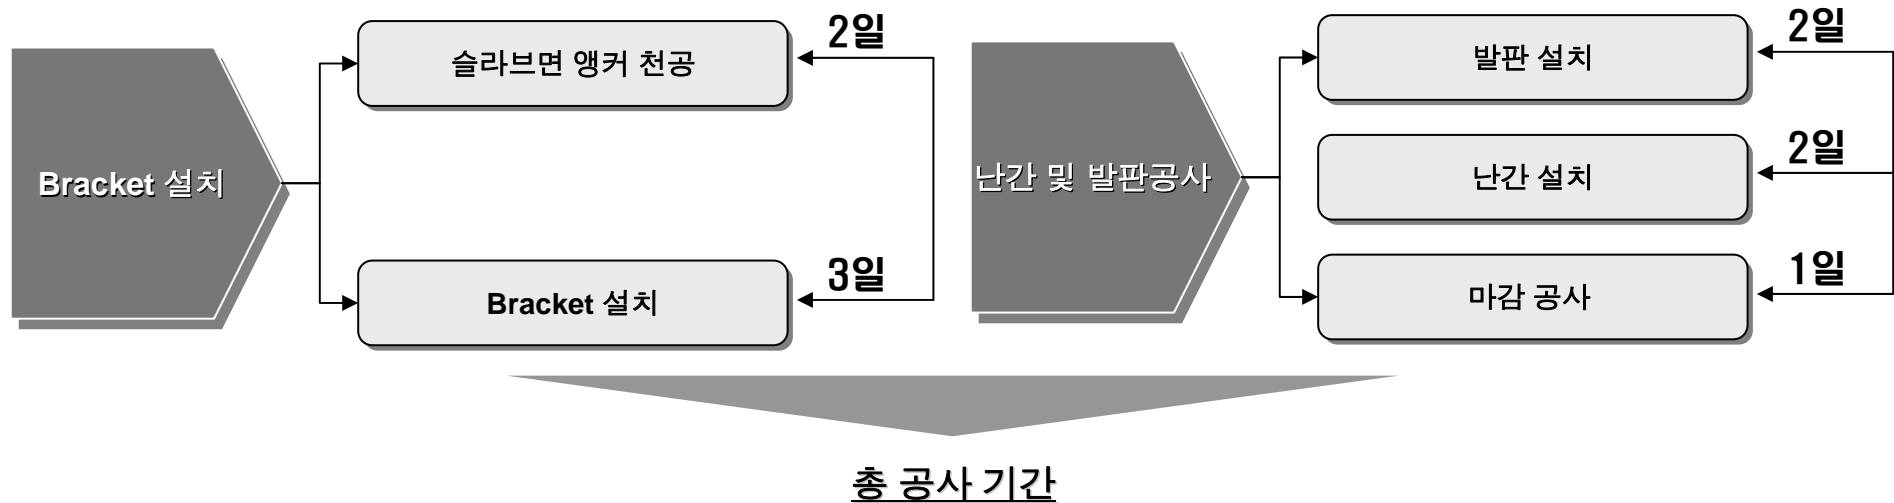 Bracket 설치
슬라브면 앵커 천공
2일
Bracket 설치
3일
난간 및 발판공사
발판 설치
2일
난간 설치
2일
마감 공사
1일
총 공사 기간